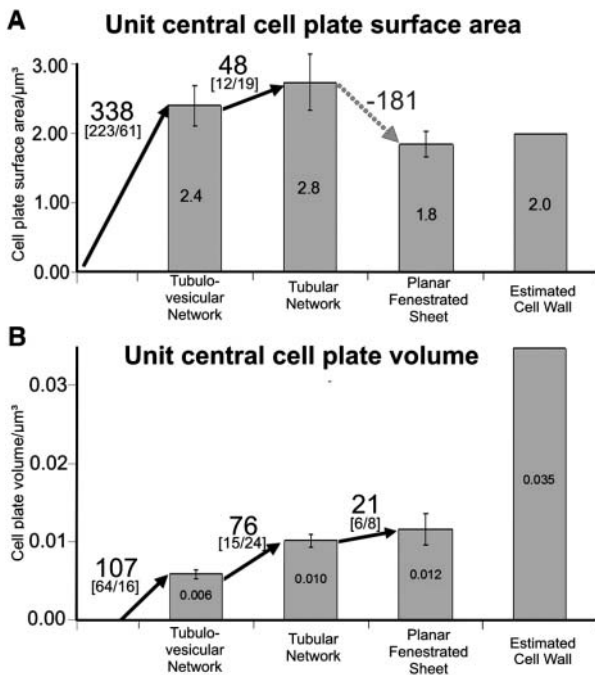 A
Unit central cell plate surface area
Cell plate surface area/µm³
3.00
2.00
1.00
0.00
338
[223/61]
48
[12/19]
-181
2.4
2.8
1.8
2.0
Tubulo-
vesicular
Network
Tubular
Network
Planar
Fenestrated
Sheet
Estimated
Cell Wall
B
Unit central cell plate volume
Cell plate volume/µm³
0.03
0.02
0.01
0.00
107
[64/16]
76
[15/24]
21
[6/8]
0.006
0.010
0.012
0.035
Tubulo-
vesicular
Network
Tubular
Network
Planar
Fenestrated
Sheet
Estimated
Cell Wall